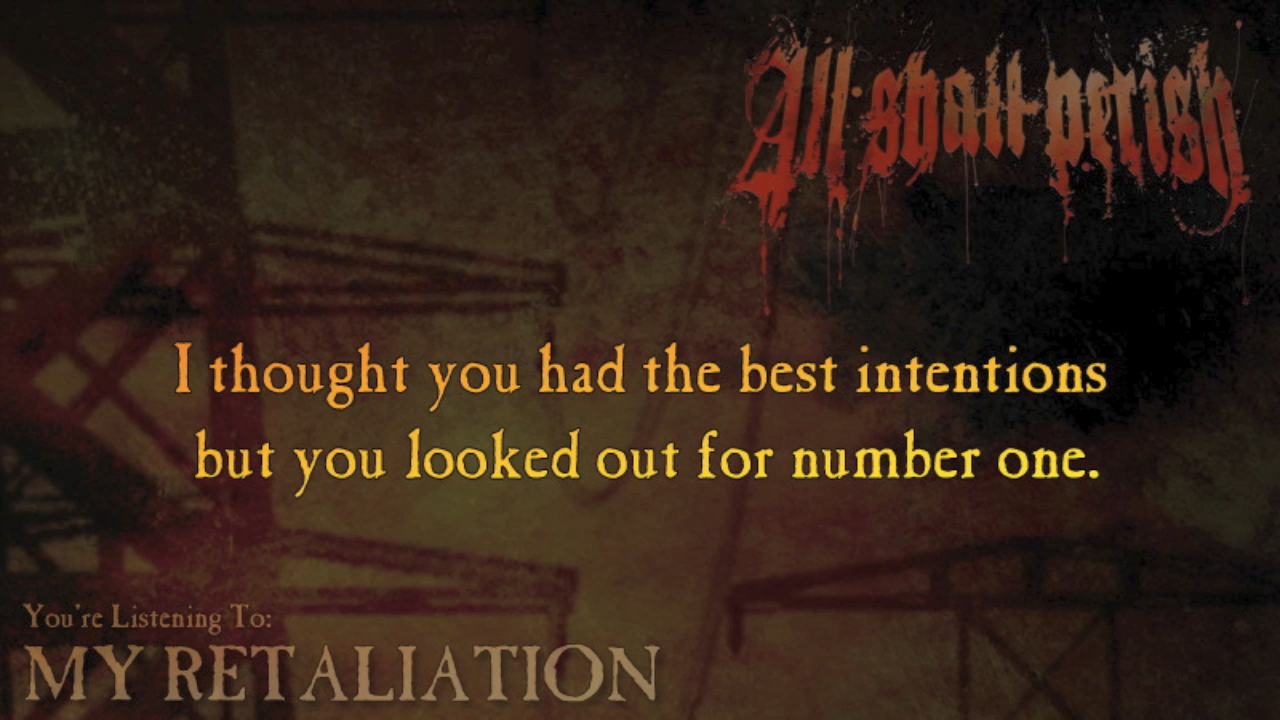 All shall perish
I thought you had the best intentions
but you looked out for number one.
You're Listening To:
MY RETALIATION